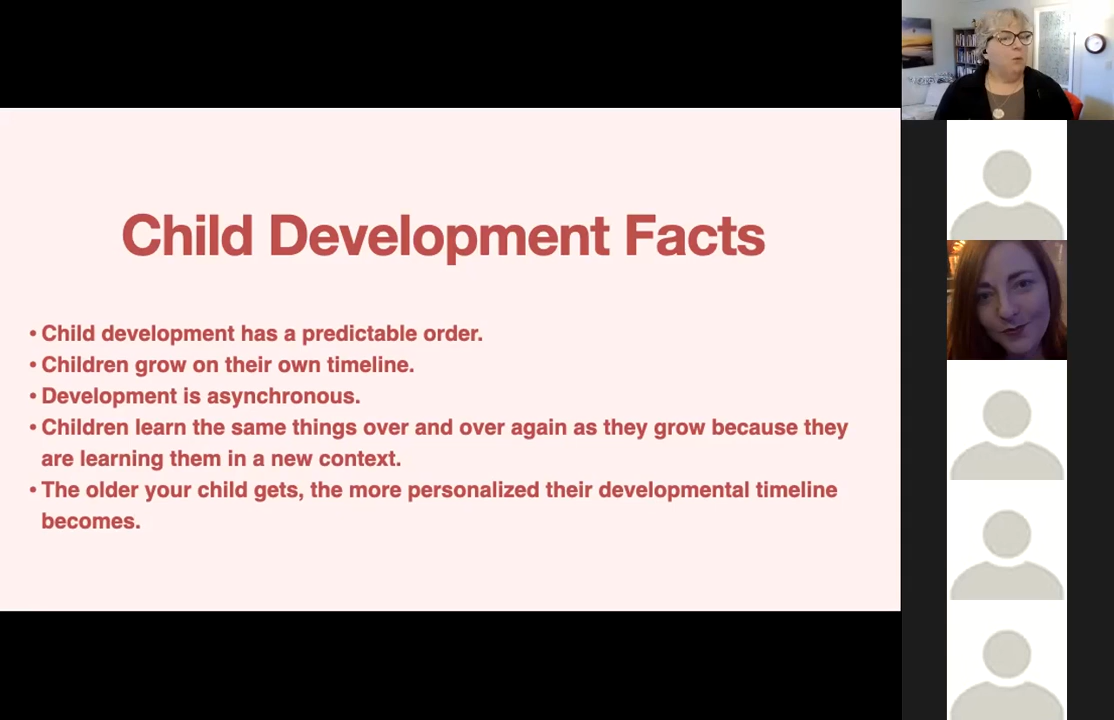 Child Development Facts
• Child development has a predictable order.
• Children grow on their own timeline.
• Development is asynchronous.
• Children learn the same things over and over again as they grow because they
are learning them in a new context.
• The older your child gets, the more personalized their developmental timeline
becomes.